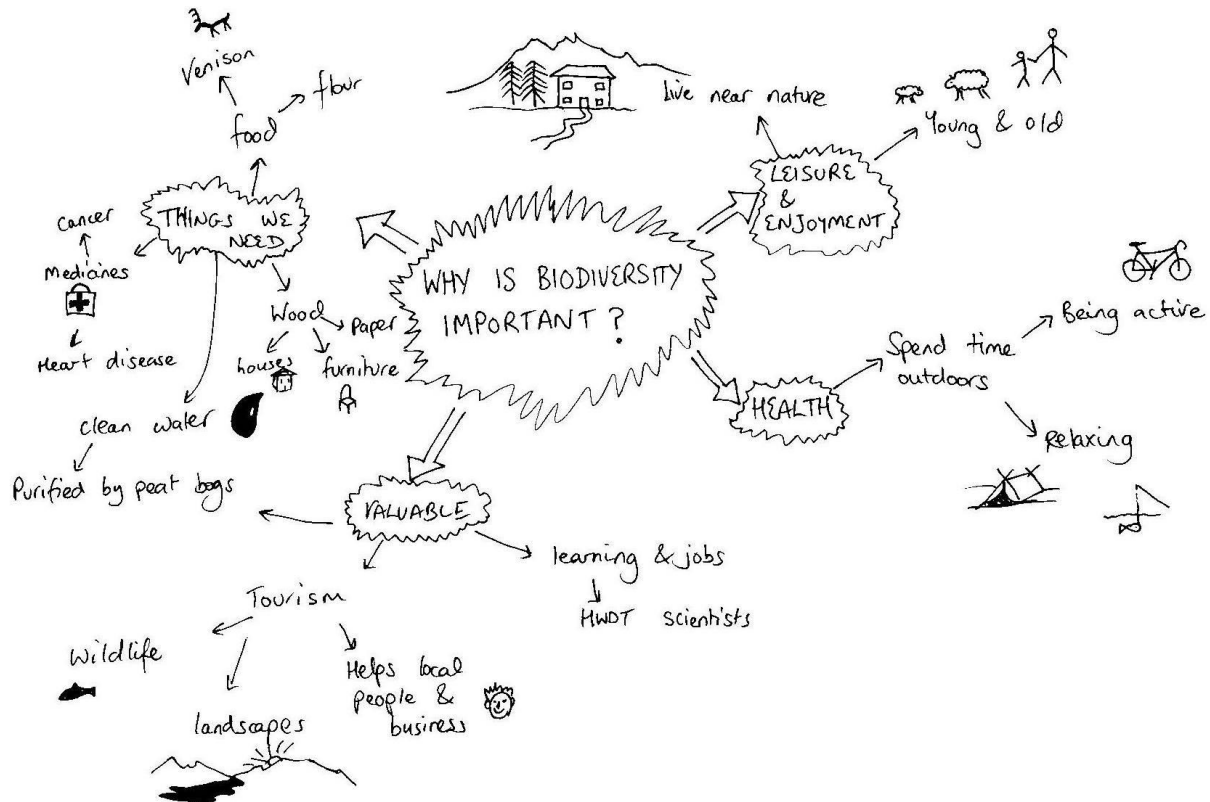 WHY IS BIODIVERSITY
IMPORTANT?
THINGS WE
NEED
food
Venison
flour
Medicines
Cancer
Heart disease
Wood
Paper
houses
furniture
Clean water
Purified by peat bogs
LEISURE
&
ENJOYMENT
Live near nature
Young & old
HEALTH
Spend time
outdoors
Being active
Relaxing
VALUABLE
learning & jobs
HWDT scientists
Tourism
Wildlife
landscapes
Helps local
people &
business